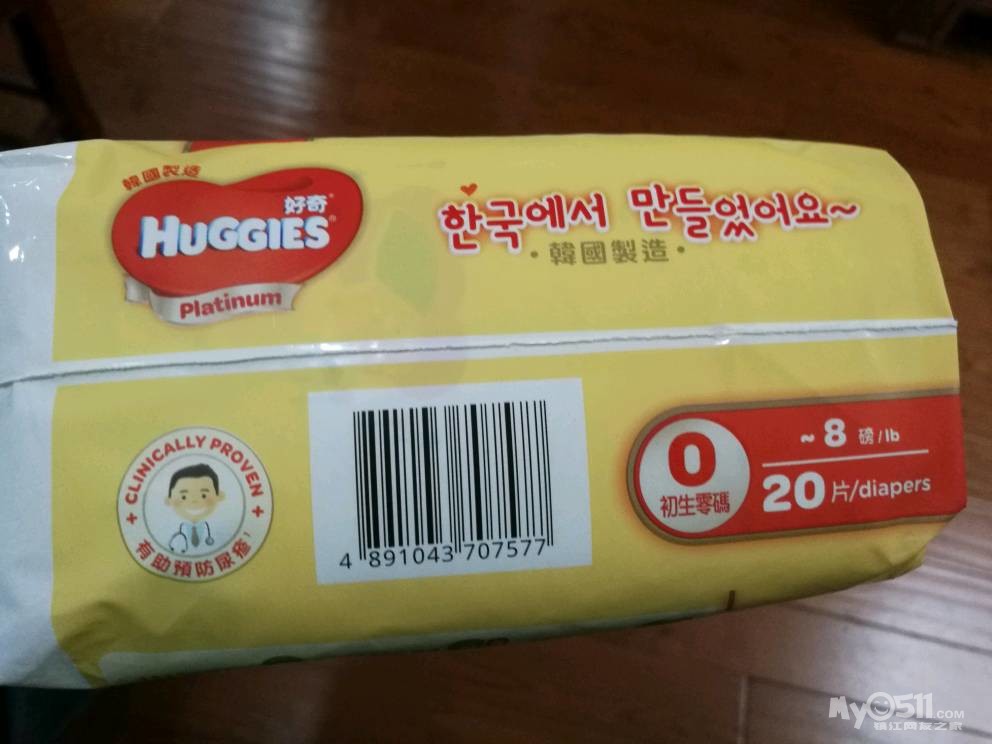 韓國製造
好奇®
HUGGIES®
Platinum
한국에서 만들었어요~
·韓國製造·
CLINICALLY PROVEN
有助預防尿疹
4 891043 707577
0
初生零碼
~8 磅/lb
20片/diapers
My0511.COM
镇江网友之家